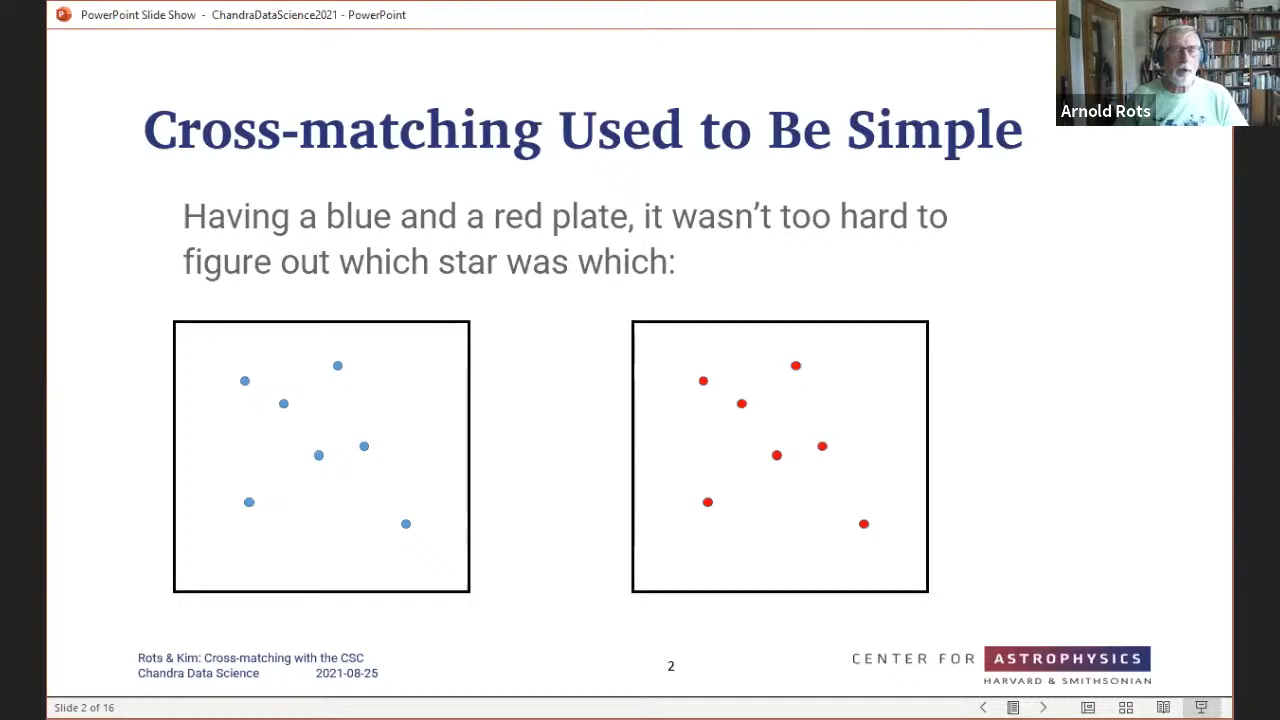 PowerPoint Slide Show - ChandraDataScience2021 - PowerPoint
Arnold Rots
Cross-matching Used to Be Simple
Having a blue and a red plate, it wasn’t too hard to
figure out which star was which:
Rots & Kim: Cross-matching with the CSC
Chandra Data Science 2021-08-25
2
CENTER FOR ASTROPHYSICS
HARVARD & SMITHSONIAN
Slide 2 of 16